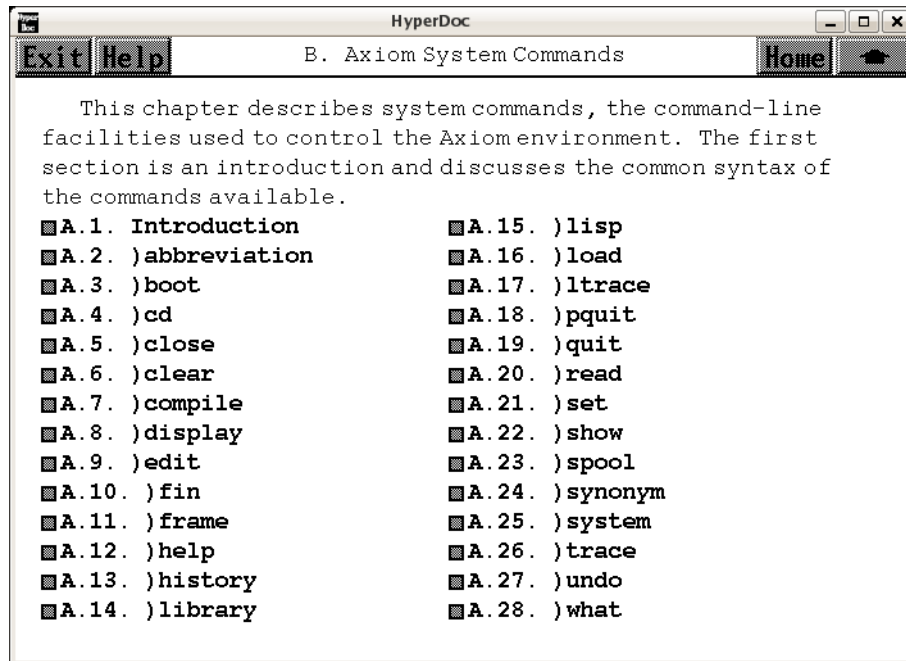 Hyper Doc
HyperDoc
Exit Help B. Axiom System Commands Home
This chapter describes system commands, the command-line
facilities used to control the Axiom environment. The first
section is an introduction and discusses the common syntax of
the commands available.
A.1. Introduction
A.2. )abbreviation
A.3. )boot
A.4. )cd
A.5. )close
A.6. )clear
A.7. )compile
A.8. )display
A.9. )edit
A.10. )fin
A.11. )frame
A.12. )help
A.13. )history
A.14. )library
A.15. )lisp
A.16. )load
A.17. )ltrace
A.18. )pquit
A.19. )quit
A.20. )read
A.21. )set
A.22. )show
A.23. )spool
A.24. )synonym
A.25. )system
A.26. )trace
A.27. )undo
A.28. )what